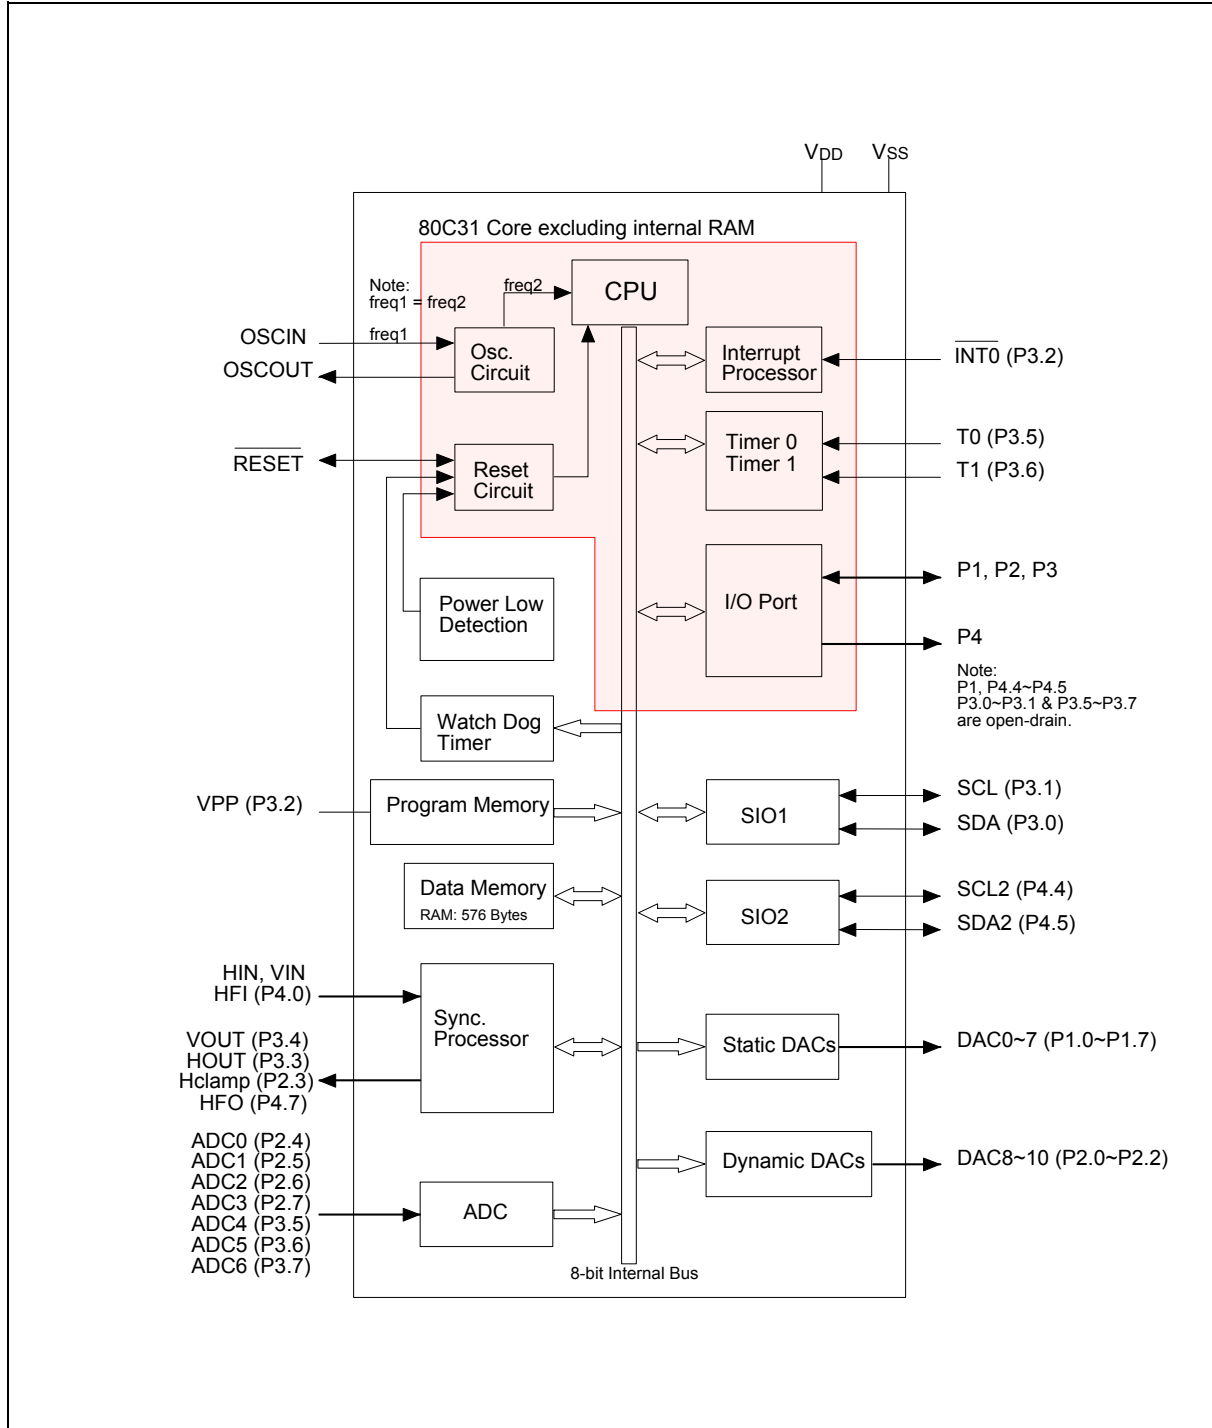 VDD
VSS
80C31 Core excluding internal RAM
Note:
freq1 = freq2
freq2
CPU
OSCIN
freq1
OSCOUT
Osc.
Circuit
Interrupt
Processor
INT0 (P3.2)
RESET
Reset
Circuit
Timer 0
Timer 1
T0 (P3.5)
T1 (P3.6)
Power Low
Detection
I/O Port
P1, P2, P3
P4
Note:
P1, P4.4~P4.5
P3.0~P3.1 & P3.5~P3.7
are open-drain.
Watch Dog
Timer
VPP (P3.2)
Program Memory
SIO1
SCL (P3.1)
SDA (P3.0)
Data Memory
RAM: 576 Bytes
SIO2
SCL2 (P4.4)
SDA2 (P4.5)
HIN, VIN
HFI (P4.0)
VOUT (P3.4)
HOUT (P3.3)
Hclamp (P2.3)
HFO (P4.7)
Sync.
Processor
Static DACs
DAC0~7 (P1.0~P1.7)
ADC0 (P2.4)
ADC1 (P2.5)
ADC2 (P2.6)
ADC3 (P2.7)
ADC4 (P3.5)
ADC5 (P3.6)
ADC6 (P3.7)
ADC
Dynamic DACs
DAC8~10 (P2.0~P2.2)
8-bit Internal Bus